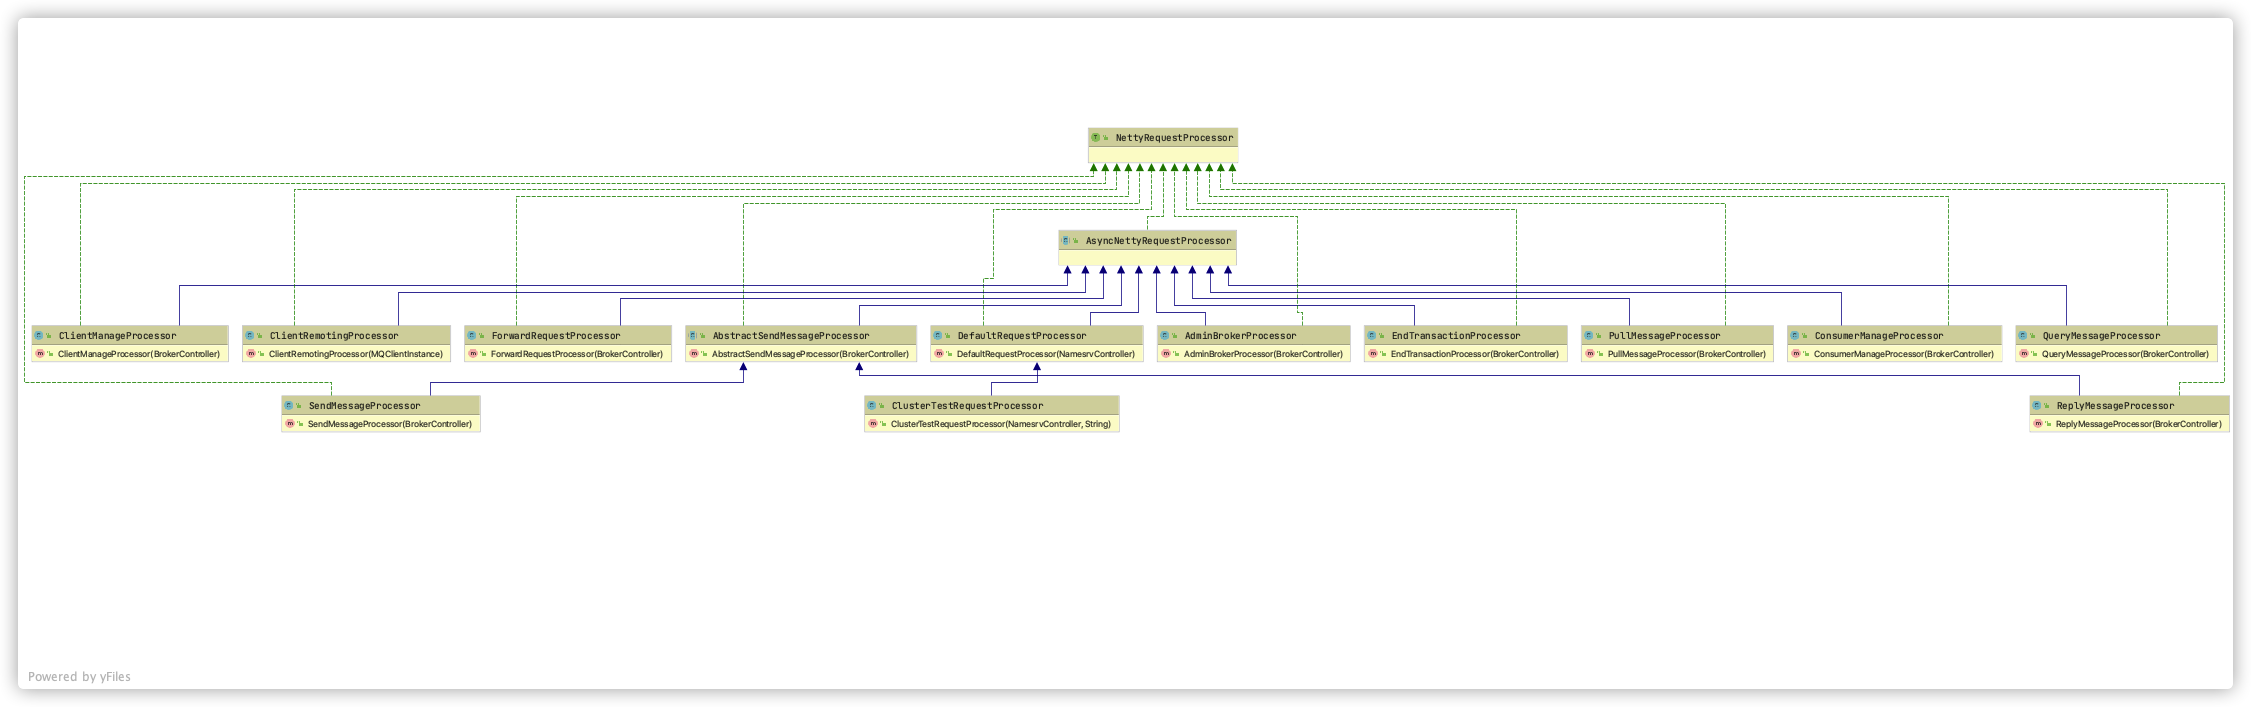 NettyRequestProcessor
AsyncNettyRequestProcessor
ClientManageProcessor
ClientManageProcessor(BrokerController)
ClientRemotingProcessor
ClientRemotingProcessor(MQClientInstance)
ForwardRequestProcessor
ForwardRequestProcessor(BrokerController)
AbstractSendMessageProcessor
AbstractSendMessageProcessor(BrokerController)
DefaultRequestProcessor
DefaultRequestProcessor(NamesrvController)
AdminBrokerProcessor
AdminBrokerProcessor(BrokerController)
EndTransactionProcessor
EndTransactionProcessor(BrokerController)
PullMessageProcessor
PullMessageProcessor(BrokerController)
ConsumerManageProcessor
ConsumerManageProcessor(BrokerController)
QueryMessageProcessor
QueryMessageProcessor(BrokerController)
SendMessageProcessor
SendMessageProcessor(BrokerController)
ClusterTestRequestProcessor
ClusterTestRequestProcessor(NamesrvController, String)
ReplyMessageProcessor
ReplyMessageProcessor(BrokerController)
Powered by yFiles